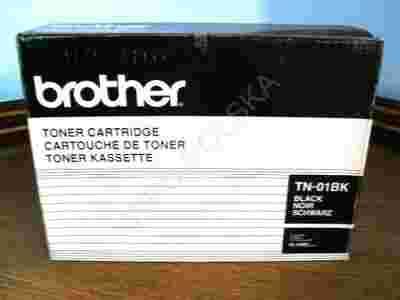 brother
TONER CARTRIDGE
CARTOUCHE DE TONER
TONER KASSETTE
TN-01BK
BLACK
NOIR
SCHWARZ